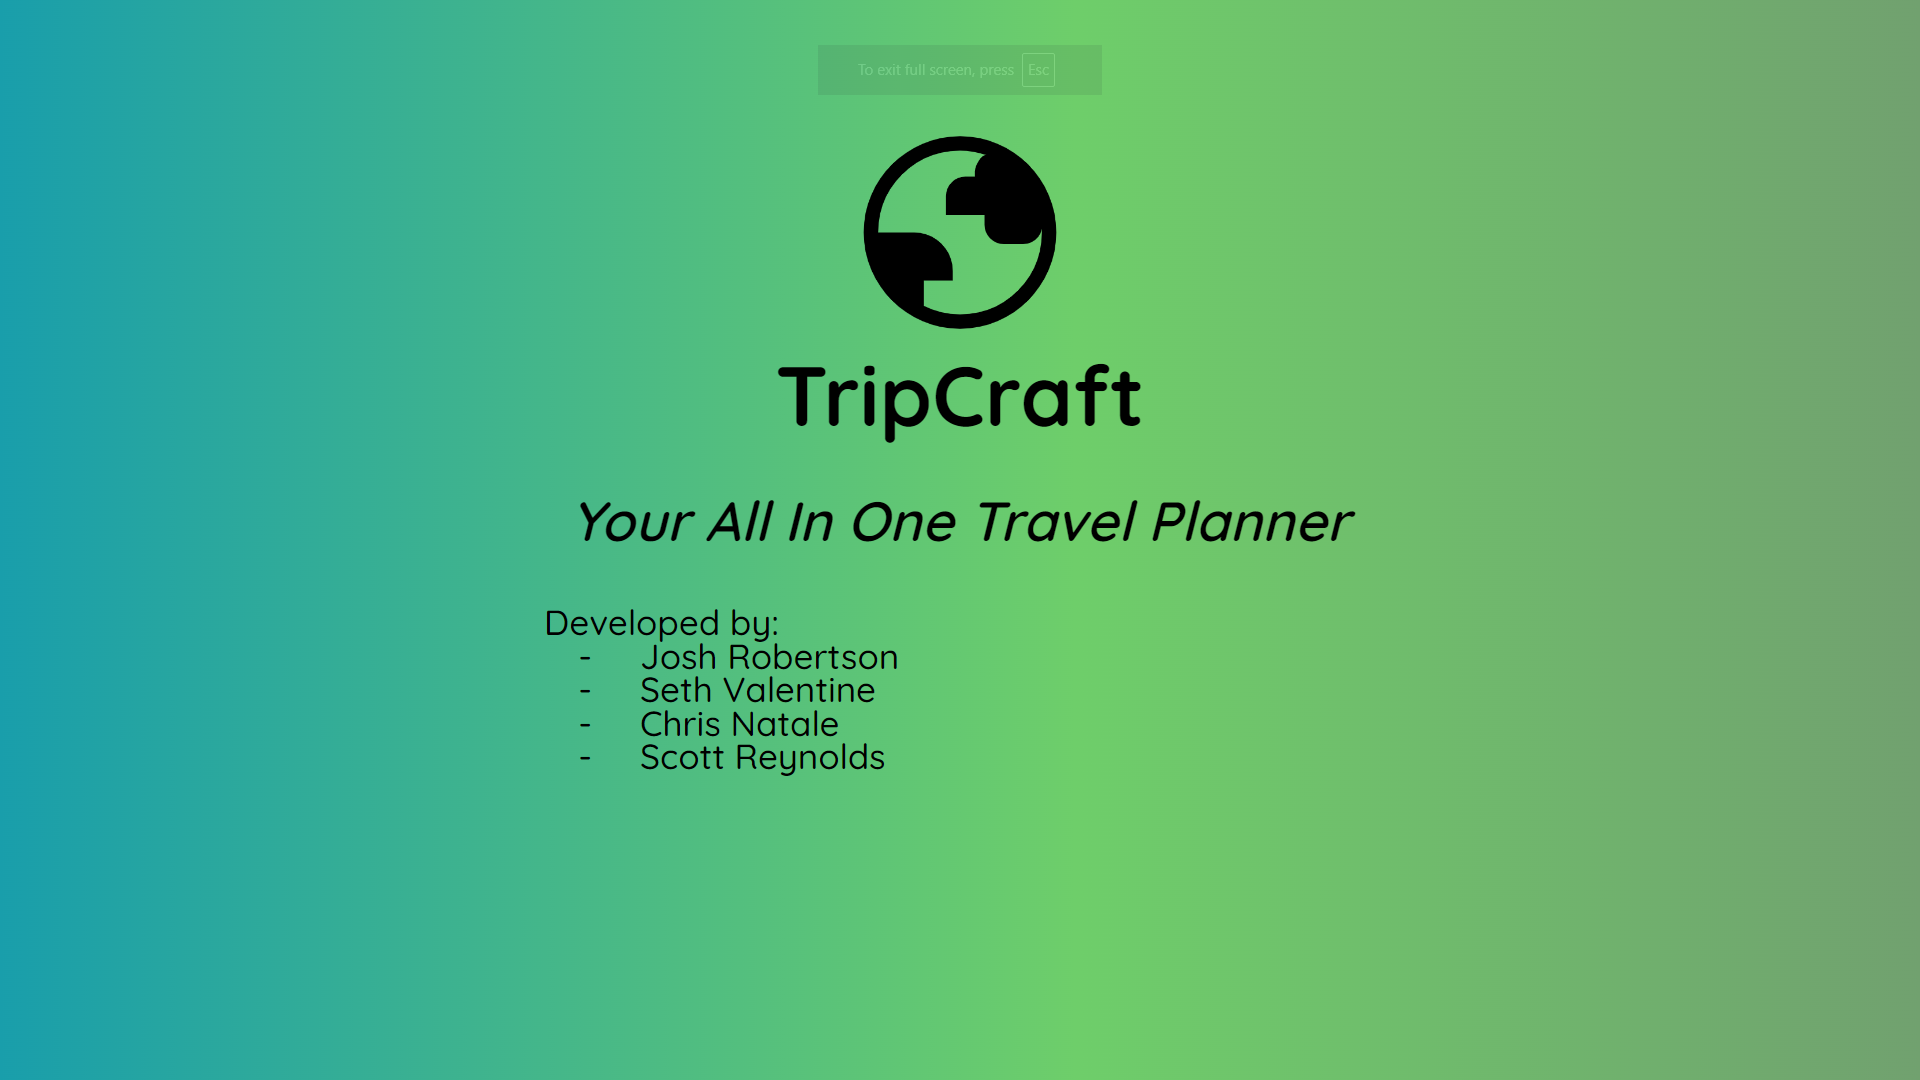 To exit full screen, press Esc
TripCraft
Your All In One Travel Planner
Developed by:
- Josh Robertson
- Seth Valentine
- Chris Natale
- Scott Reynolds